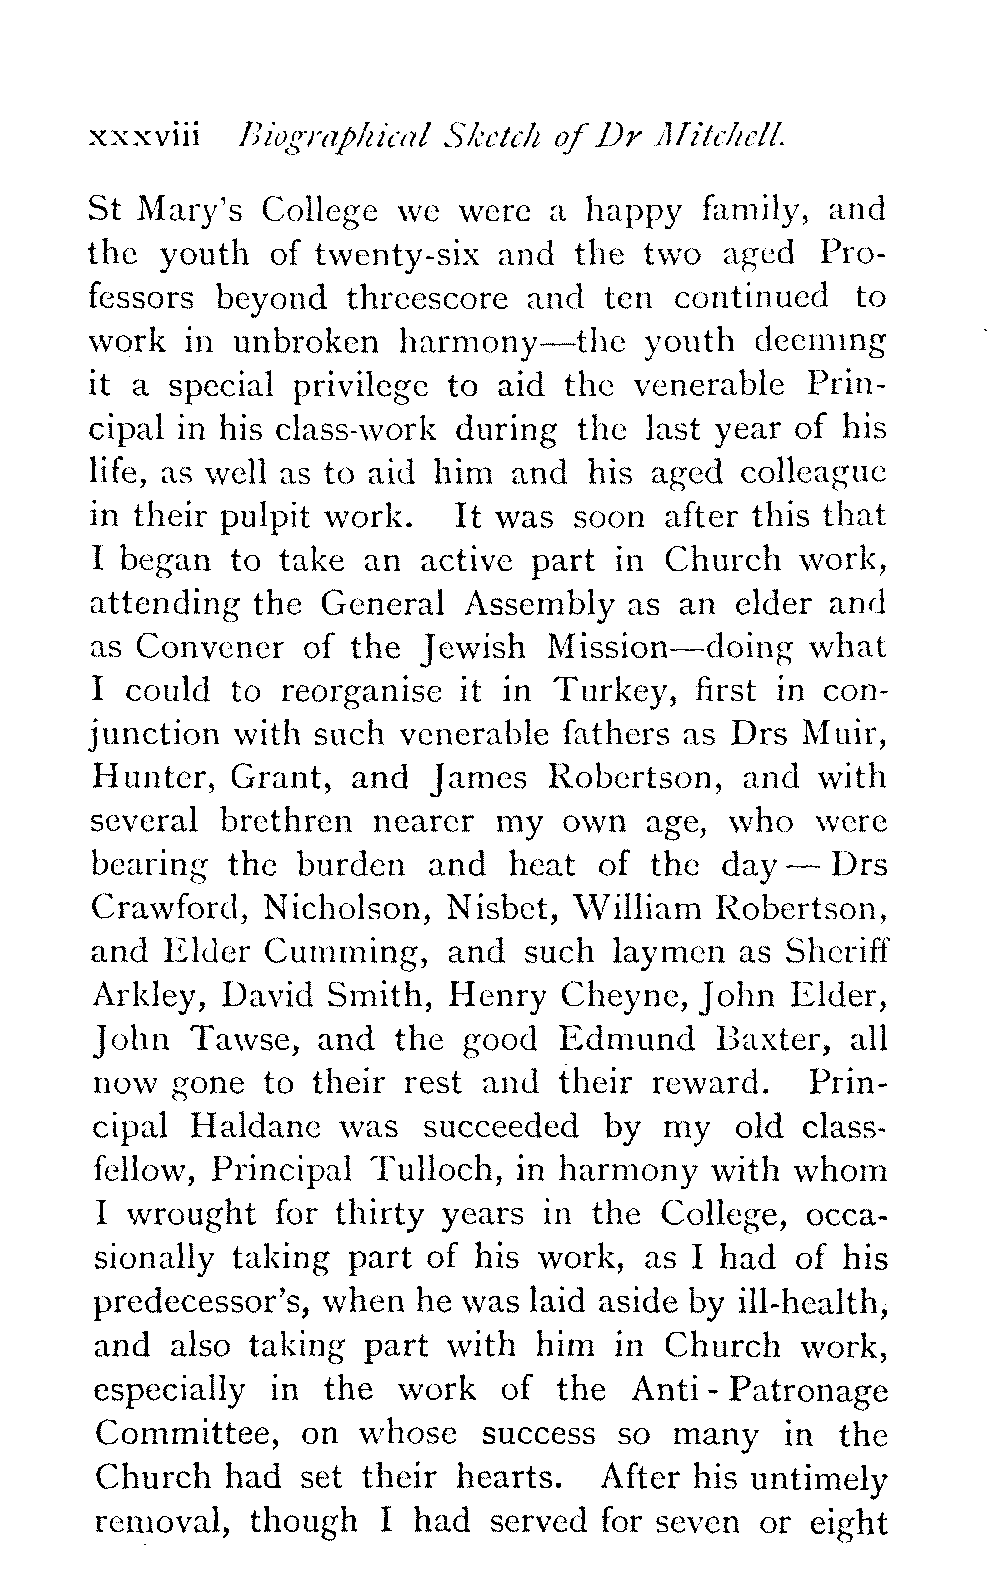 xxxviii Biographical Sketch of Dr Mitchell.
St Mary's College we were a happy family, and
the youth of twenty-six and the two aged Pro-
fessors beyond threescore and ten continued to
work in unbroken harmony—the youth deeming
it a special privilege to aid the venerable Prin-
cipal in his class-work during the last year of his
life, as well as to aid him and his aged colleague
in their pulpit work. It was soon after this that
I began to take an active part in Church work,
attending the General Assembly as an elder and
as Convener of the Jewish Mission—doing what
I could to reorganise it in Turkey, first in con-
junction with such venerable fathers as Drs Muir,
Hunter, Grant, and James Robertson, and with
several brethren nearer my own age, who were
bearing the burden and heat of the day — Drs
Crawford, Nicholson, Nisbet, William Robertson,
and Elder Cumming, and such laymen as Sheriff
Arkley, David Smith, Henry Cheyne, John Elder,
John Tawse, and the good Edmund Baxter, all
now gone to their rest and their reward. Prin-
cipal Haldane was succeeded by my old class-
fellow, Principal Tulloch, in harmony with whom
I wrought for thirty years in the College, occa-
sionally taking part of his work, as I had of his
predecessor's, when he was laid aside by ill-health,
and also taking part with him in Church work,
especially in the work of the Anti-Patronage
Committee, on whose success so many in the
Church had set their hearts. After his untimely
removal, though I had served for seven or eight